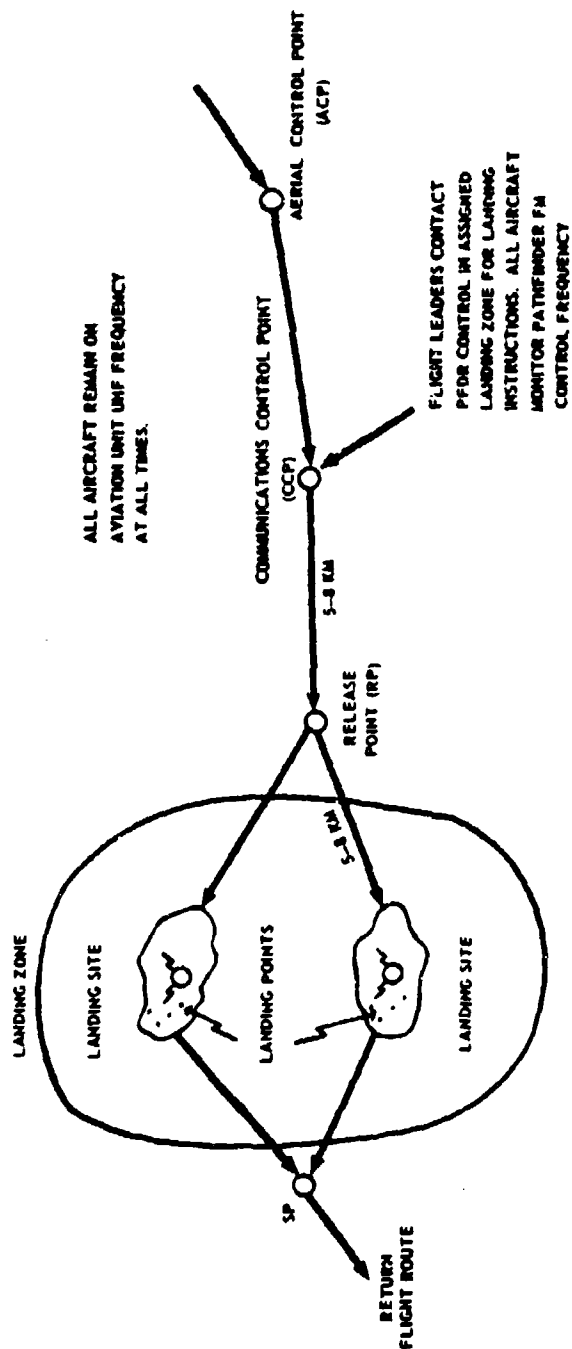 LANDING ZONE
LANDING SITE
LANDING POINTS
LANDING SITE
SP
RETURN
FLIGHT ROUTE
ALL AIRCRAFT REMAIN ON
AVIATION UNIT UHF FREQUENCY
AT ALL TIMES.
COMMUNICATIONS CONTROL POINT
(CCP)
AERIAL CONTROL POINT
(ACP)
5-8 KM
RELEASE
POINT (RP)
5-8 KM
FLIGHT LEADERS CONTACT
PFDR CONTROL IN ASSIGNED
LANDING ZONE FOR LANDING
INSTRUCTIONS. ALL AIRCRAFT
MONITOR PATHFINDER FM
CONTROL FREQUENCY